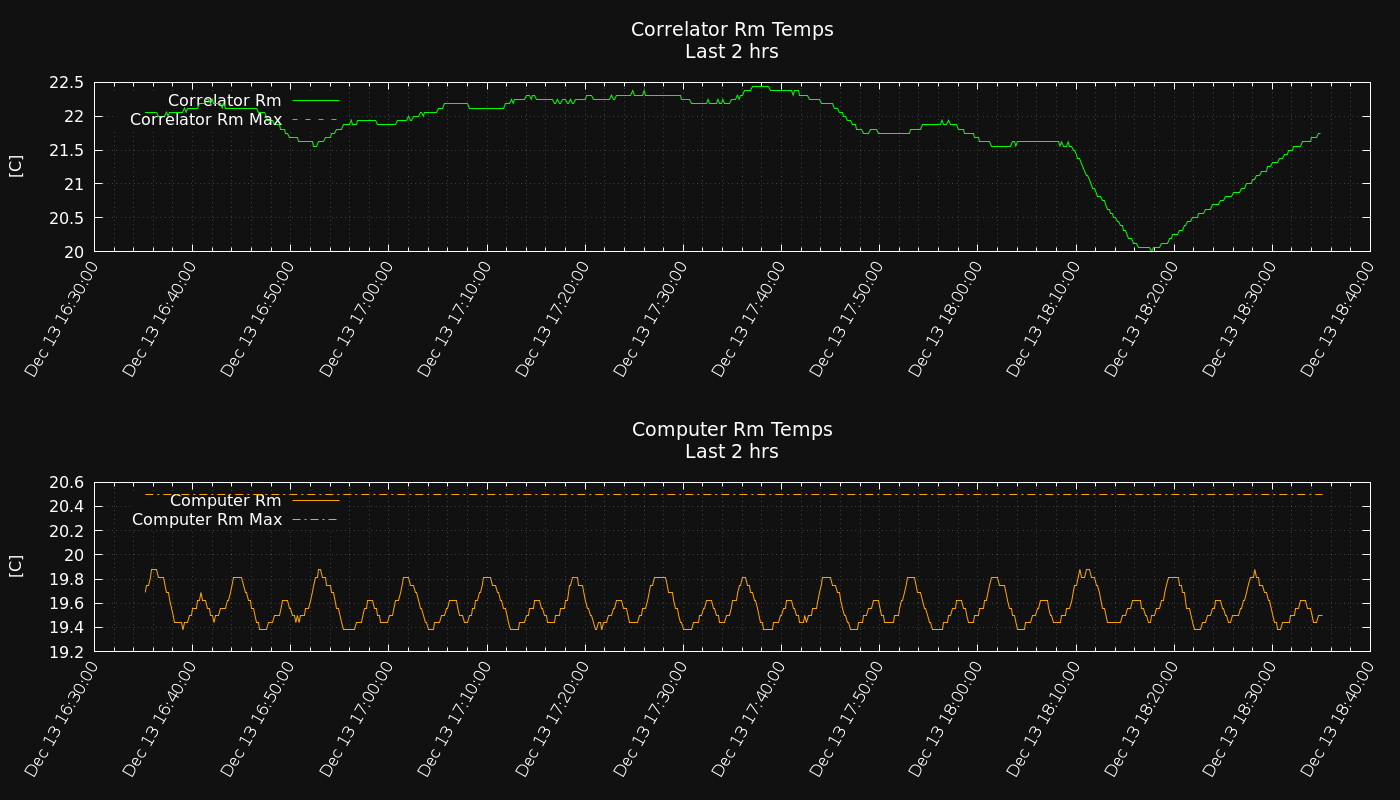 Correlator Rm Temps
Last 2 hrs
[C]
22.5
22
21.5
21
20.5
20
Correlator Rm
Correlator Rm Max
Dec 13 16:30:00
Dec 13 16:40:00
Dec 13 16:50:00
Dec 13 17:00:00
Dec 13 17:10:00
Dec 13 17:20:00
Dec 13 17:30:00
Dec 13 17:40:00
Dec 13 17:50:00
Dec 13 18:00:00
Dec 13 18:10:00
Dec 13 18:20:00
Dec 13 18:30:00
Dec 13 18:40:00
Computer Rm Temps
Last 2 hrs
[C]
20.6
20.4
20.2
20
19.8
19.6
19.4
19.2
Computer Rm
Computer Rm Max
Dec 13 16:30:00
Dec 13 16:40:00
Dec 13 16:50:00
Dec 13 17:00:00
Dec 13 17:10:00
Dec 13 17:20:00
Dec 13 17:30:00
Dec 13 17:40:00
Dec 13 17:50:00
Dec 13 18:00:00
Dec 13 18:10:00
Dec 13 18:20:00
Dec 13 18:30:00
Dec 13 18:40:00